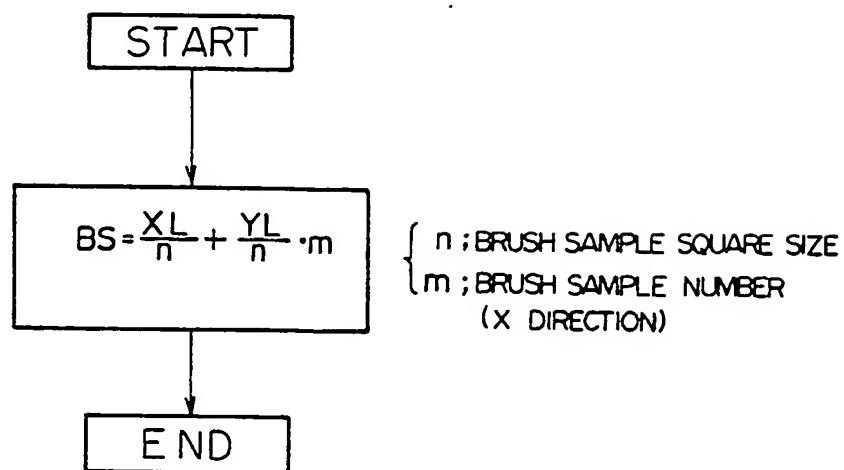 START
BS = XL/n + YL/n ·m
n ; BRUSH SAMPLE SQUARE SIZE
m ; BRUSH SAMPLE NUMBER
(X DIRECTION)
END